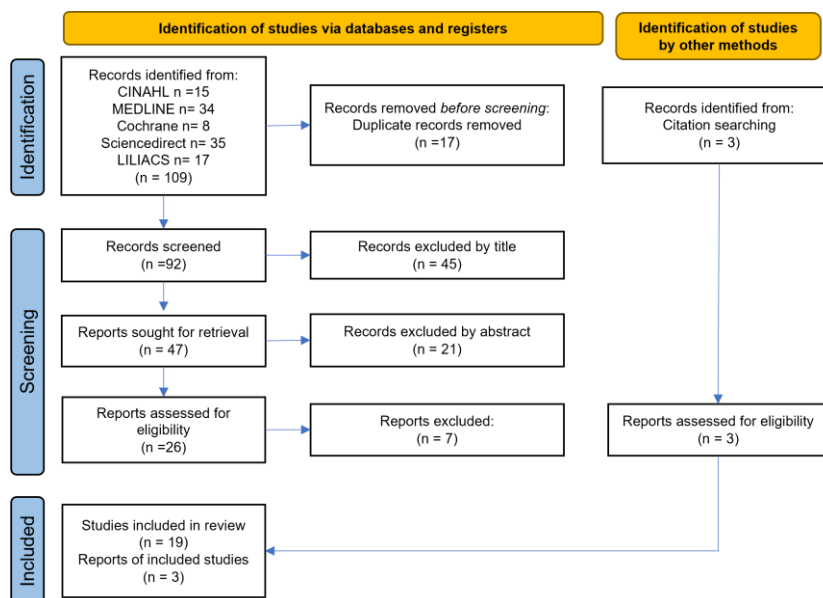 Identification of studies via databases and registers
Identification of studies
by other methods
Identification
Records identified from:
CINAHL n =15
MEDLINE n= 34
Cochrane n= 8
Sciencedirect n= 35
LILIACS n= 17
(n = 109)
Records removed before screening:
Duplicate records removed
(n =17)
Records identified from:
Citation searching
(n = 3)
Screening
Records screened
(n =92)
Records excluded by title
(n = 45)
Reports sought for retrieval
(n = 47)
Records excluded by abstract
(n = 21)
Reports assessed for
eligibility
(n =26)
Reports excluded:
(n = 7)
Reports assessed for eligibility
(n = 3)
Included
Studies included in review
(n = 19)
Reports of included studies
(n = 3)